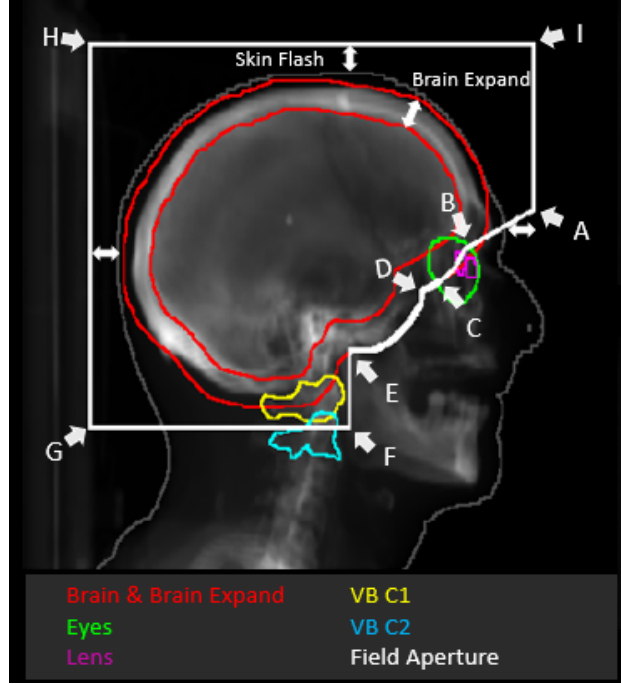 H
I
Skin Flash
Brain Expand
B
A
D
C
E
G
F
Brain & Brain Expand
VB C1
Eyes
VB C2
Lens
Field Aperture